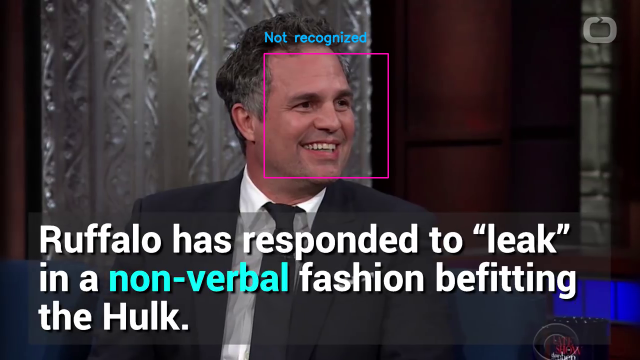 Not recognized
Ruffalo has responded to “leak”
in a non-verbal fashion befitting
the Hulk.